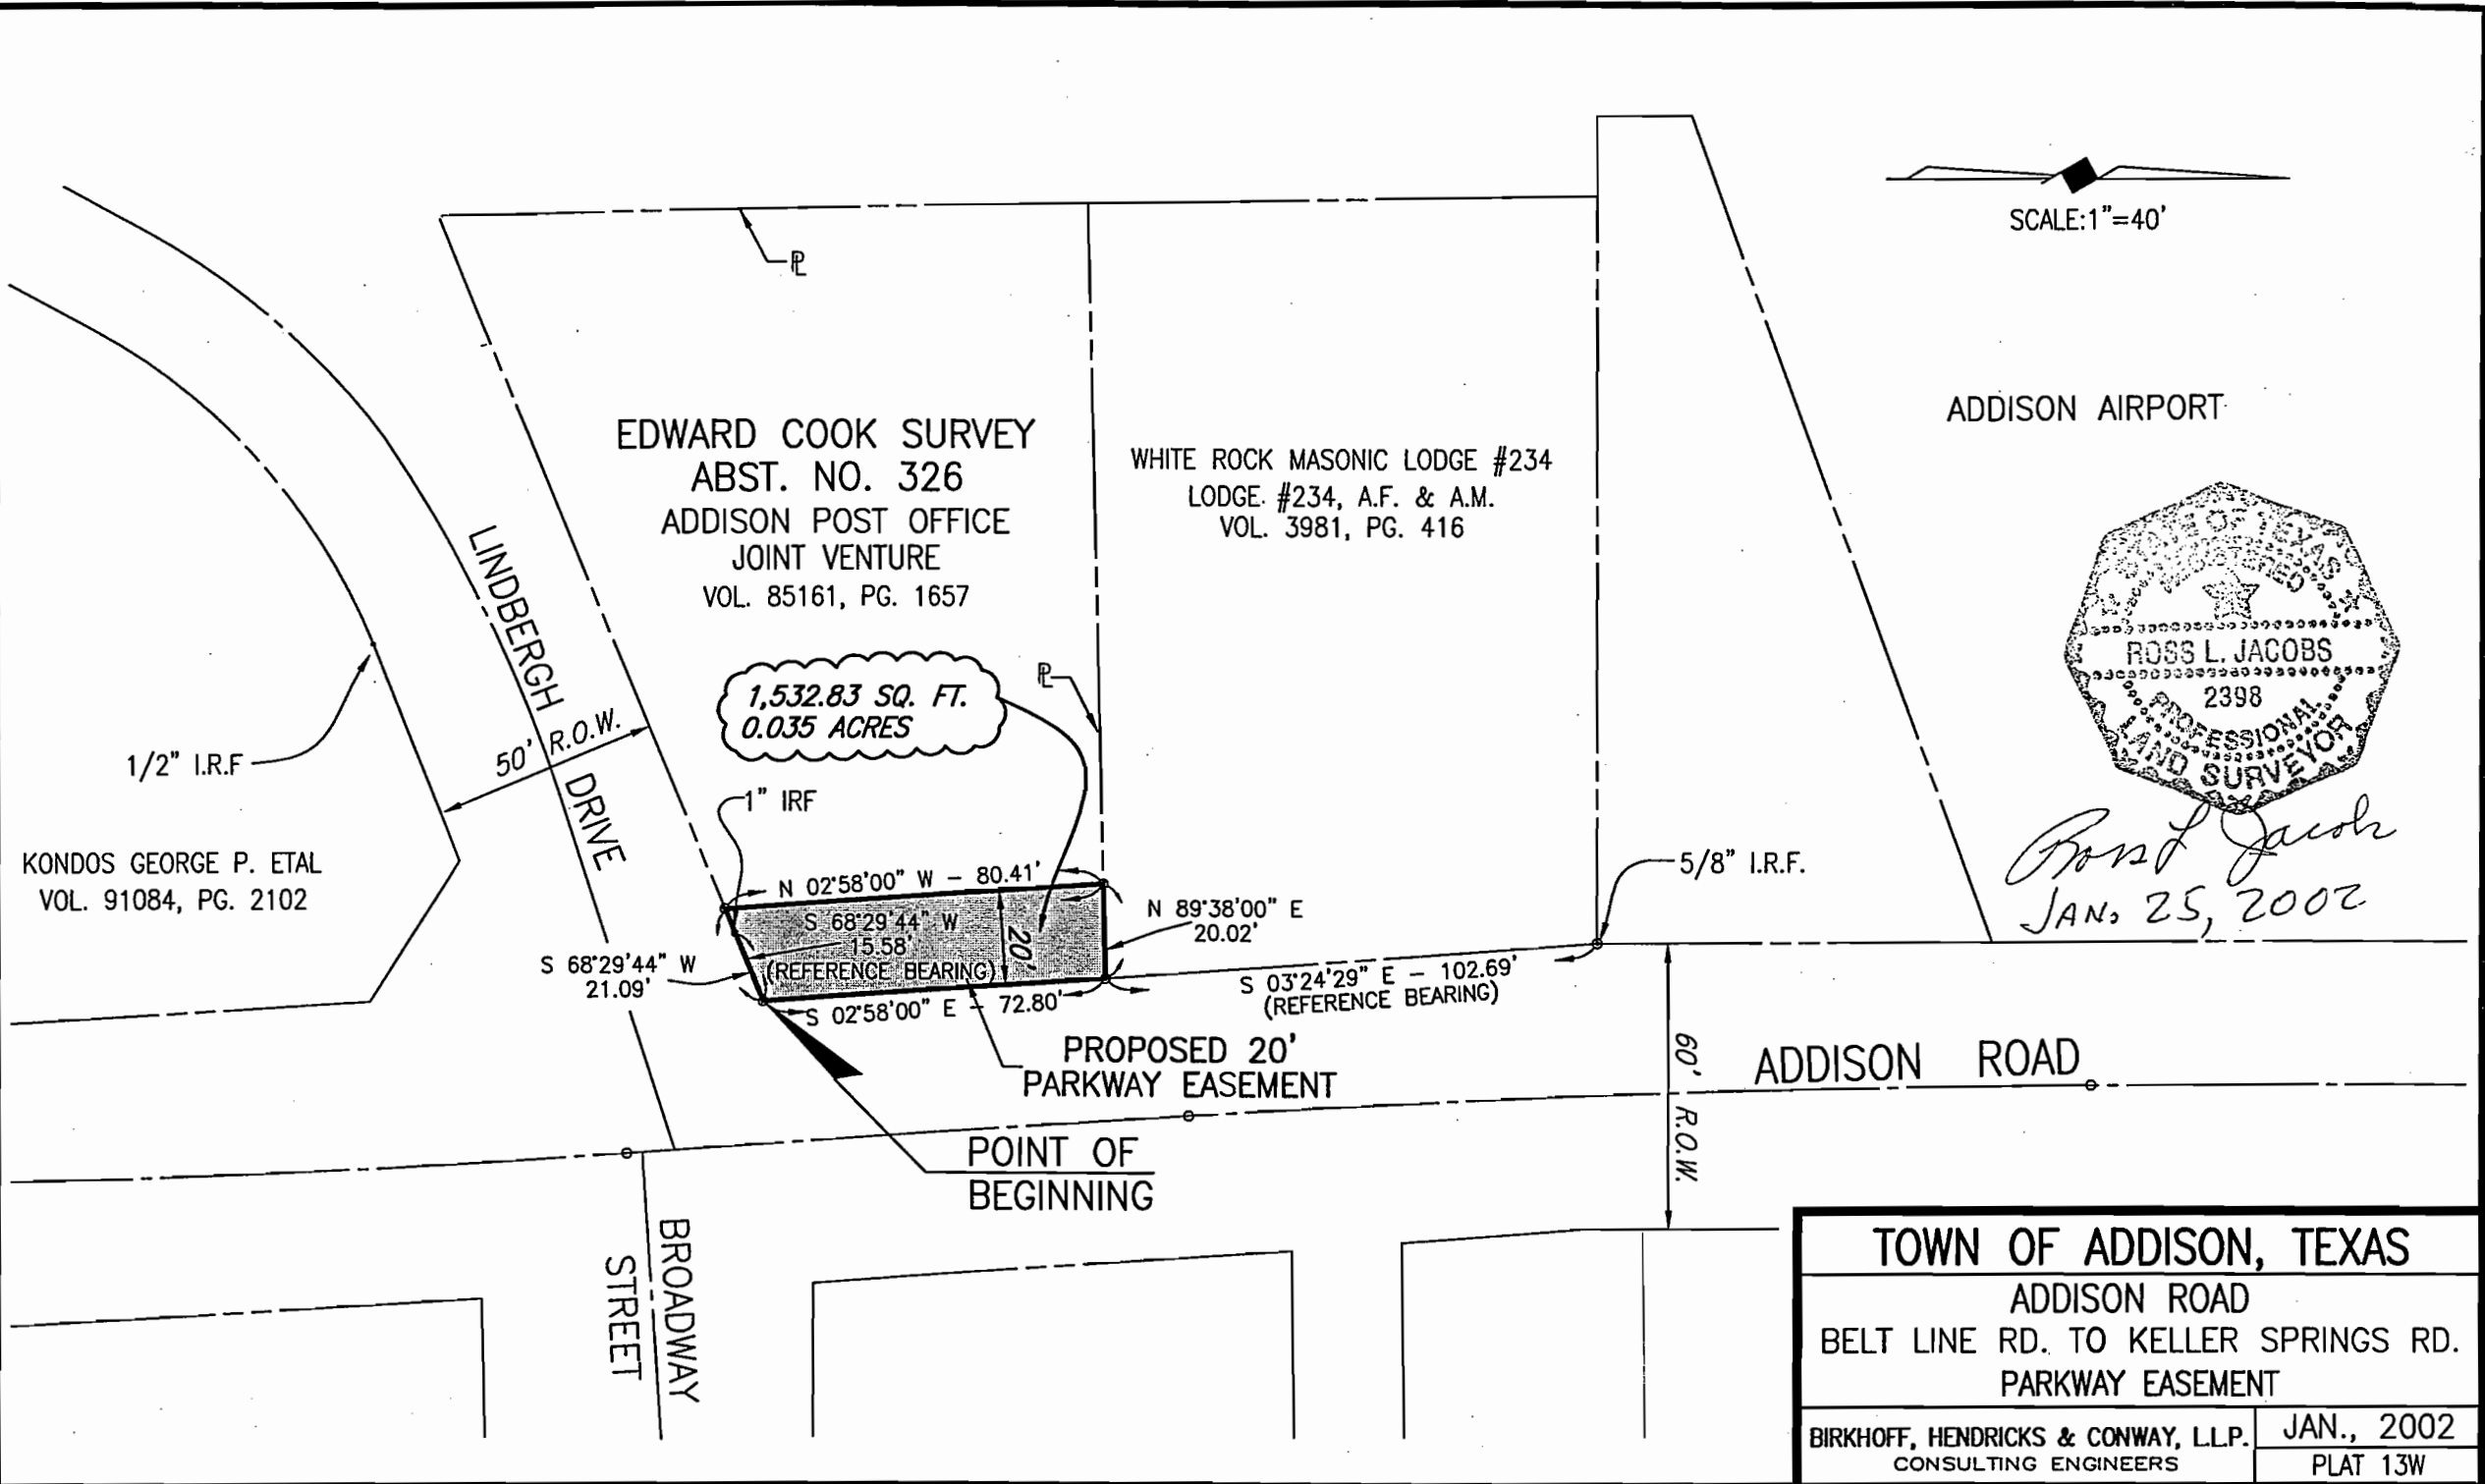 SCALE:1"=40'
ADDISON AIRPORT
EDWARD COOK SURVEY
ABST. NO. 326
ADDISON POST OFFICE
JOINT VENTURE
VOL. 85161, PG. 1657
WHITE ROCK MASONIC LODGE #234
LODGE #234, A.F. & A.M.
VOL. 3981, PG. 416
STATE OF TEXAS
REGISTERED
ROSS L. JACOBS
2398
PROFESSIONAL
LAND SURVEYOR
Ross L Jacobs
JAN. 25, 2002
LINDBERGH DRIVE
50' R.O.W.
1/2" I.R.F
KONDOS GEORGE P. ETAL
VOL. 91084, PG. 2102
1,532.83 SQ. FT.
0.035 ACRES
PL
PL
1" IRF
5/8" I.R.F.
N 02°58'00" W – 80.41'
S 68°29'44" W
15.58'
(REFERENCE BEARING)
20'
N 89°38'00" E
20.02'
S 68°29'44" W
21.09'
S 02°58'00" E – 72.80'
S 03°24'29" E – 102.69'
(REFERENCE BEARING)
PROPOSED 20'
PARKWAY EASEMENT
POINT OF
BEGINNING
60' R.O.W.
ADDISON ROAD
BROADWAY
STREET
TOWN OF ADDISON, TEXAS
ADDISON ROAD
BELT LINE RD. TO KELLER SPRINGS RD.
PARKWAY EASEMENT
BIRKHOFF, HENDRICKS & CONWAY, L.L.P.
CONSULTING ENGINEERS
JAN., 2002
PLAT 13W